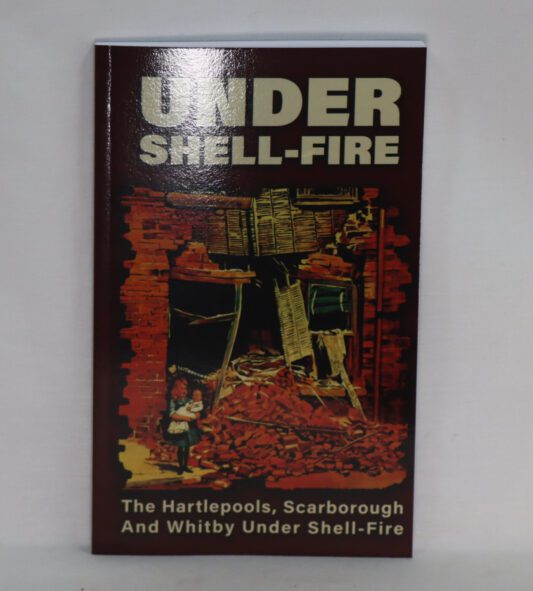 UNDER
SHELL-FIRE
The Hartlepools, Scarborough
And Whitby Under Shell-Fire